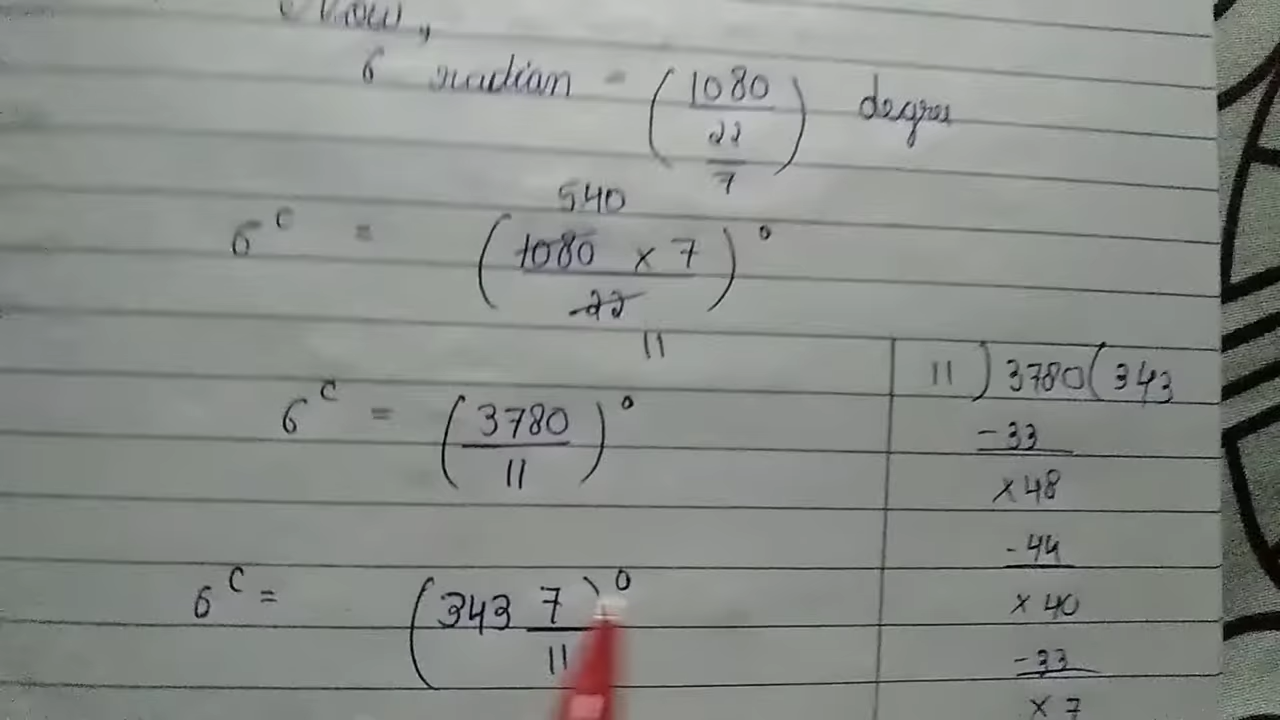 Now,
6 radian = (1080 / 22/7) degree
540
6^c = (1080 × 7 / 22)°
11
6^c = (3780 / 11)°
6^c = (343 7/11)°
11 ) 3780 ( 343
-33
×48
-44
×40
-33
×7